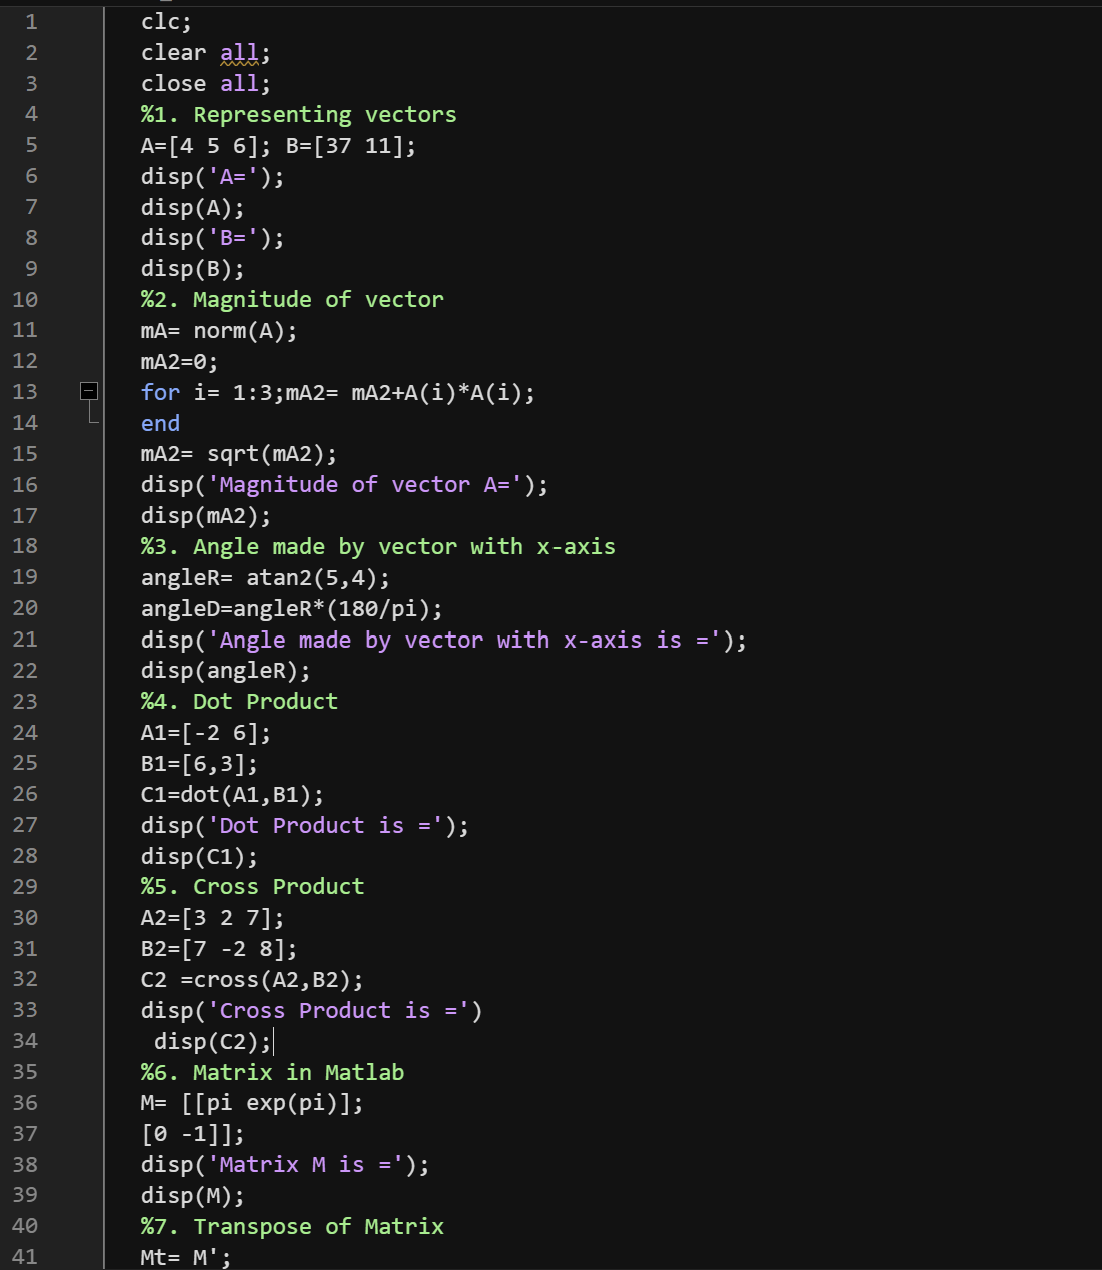 1 clc;
2 clear all;
3 close all;
4 %1. Representing vectors
5 A=[4 5 6]; B=[37 11];
6 disp('A=');
7 disp(A);
8 disp('B=');
9 disp(B);
10 %2. Magnitude of vector
11 mA= norm(A);
12 mA2=0;
13 for i= 1:3;mA2= mA2+A(i)*A(i);
14 end
15 mA2= sqrt(mA2);
16 disp('Magnitude of vector A=');
17 disp(mA2);
18 %3. Angle made by vector with x-axis
19 angleR= atan2(5,4);
20 angleD=angleR*(180/pi);
21 disp('Angle made by vector with x-axis is =');
22 disp(angleR);
23 %4. Dot Product
24 A1=[-2 6];
25 B1=[6,3];
26 C1=dot(A1,B1);
27 disp('Dot Product is =');
28 disp(C1);
29 %5. Cross Product
30 A2=[3 2 7];
31 B2=[7 -2 8];
32 C2 =cross(A2,B2);
33 disp('Cross Product is =')
34  disp(C2);
35 %6. Matrix in Matlab
36 M= [[pi exp(pi)];
37 [0 -1]];
38 disp('Matrix M is =');
39 disp(M);
40 %7. Transpose of Matrix
41 Mt= M';